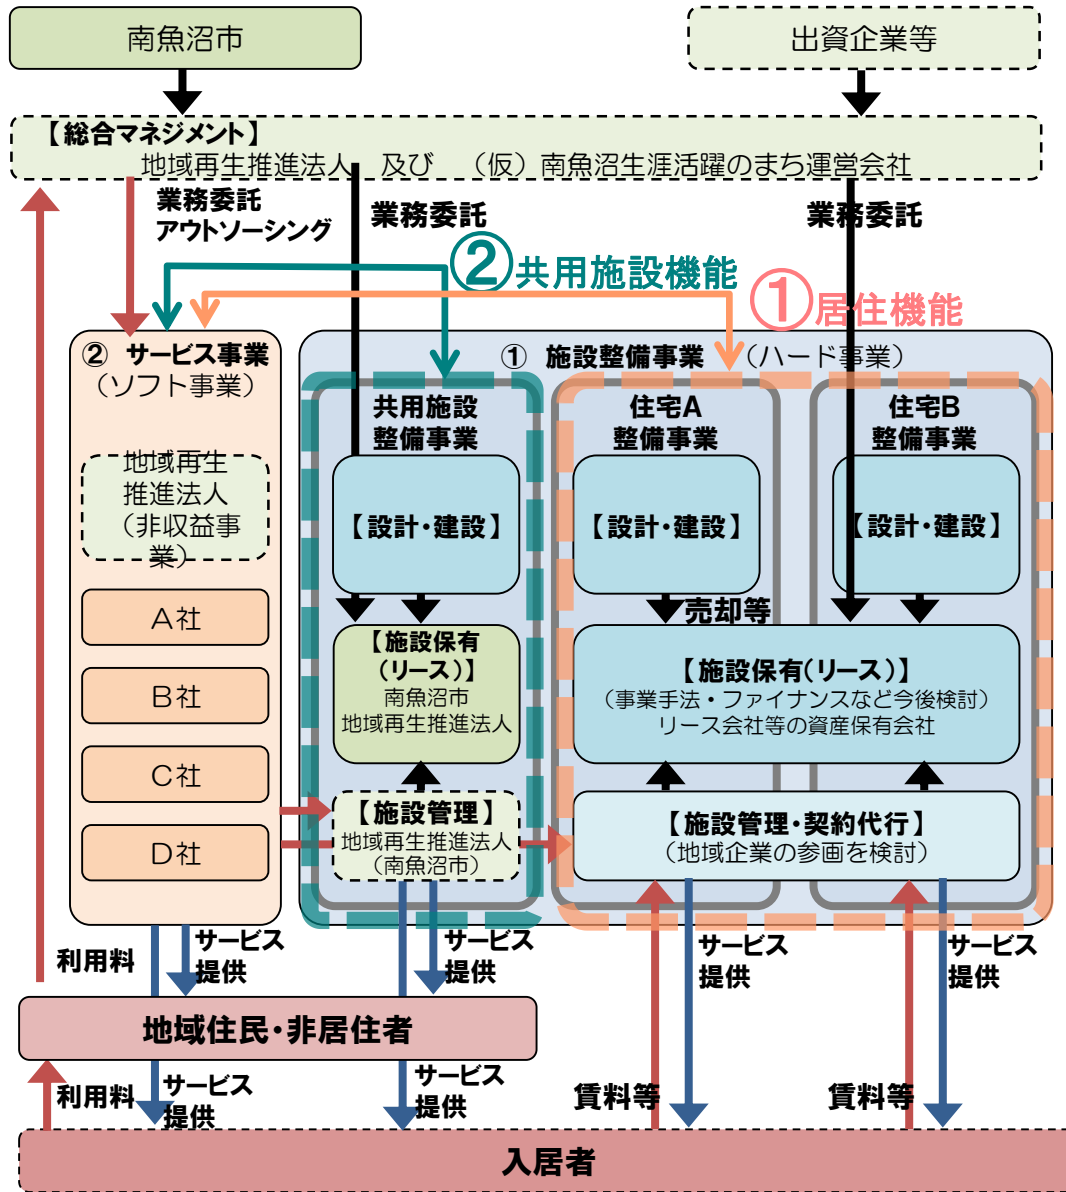 南魚沼市
出資企業等
【総合マネジメント】
地域再生推進法人　及び　（仮）南魚沼生涯活躍のまち運営会社
業務委託
アウトソーシング
業務委託
業務委託
②共用施設機能
①居住機能
②　サービス事業
（ソフト事業）
①　施設整備事業　（ハード事業）
地域再生
推進法人
（非収益事
業）
A社
B社
C社
D社
共用施設
整備事業
【設計・建設】
【施設保有
（リース）】
南魚沼市
地域再生推進法人
【施設管理】
地域再生推進法人
（南魚沼市）
住宅A
整備事業
【設計・建設】
住宅B
整備事業
【設計・建設】
売却等
【施設保有（リース）】
（事業手法・ファイナンスなど今後検討）
リース会社等の資産保有会社
【施設管理・契約代行】
（地域企業の参画を検討）
利用料
サービス
提供
サービス
提供
サービス
提供
サービス
提供
地域住民・非居住者
利用料
サービス
提供
サービス
提供
賃料等
賃料等
入居者